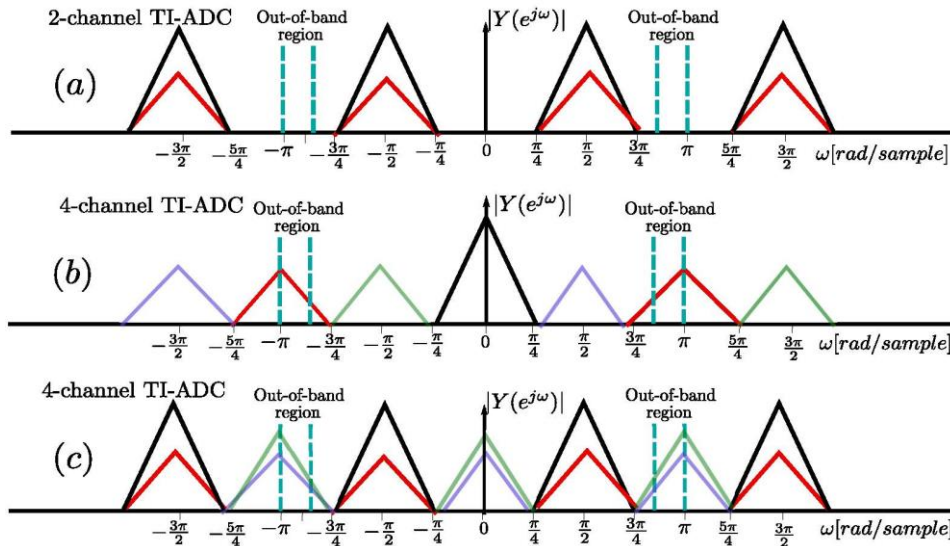 2-channel TI-ADC
Out-of-band
region
|Y(e^{jω})|
Out-of-band
region
(a)
−3π/2 −5π/4 −π −3π/4 −π/2 −π/4 0 π/4 π/2 3π/4 π 5π/4 3π/2 ω[rad/sample]
4-channel TI-ADC
Out-of-band
region
|Y(e^{jω})|
Out-of-band
region
(b)
−3π/2 −5π/4 −π −3π/4 −π/2 −π/4 0 π/4 π/2 3π/4 π 5π/4 3π/2 ω[rad/sample]
4-channel TI-ADC
Out-of-band
region
|Y(e^{jω})|
Out-of-band
region
(c)
−3π/2 −5π/4 −π −3π/4 −π/2 −π/4 0 π/4 π/2 3π/4 π 5π/4 3π/2 ω[rad/sample]